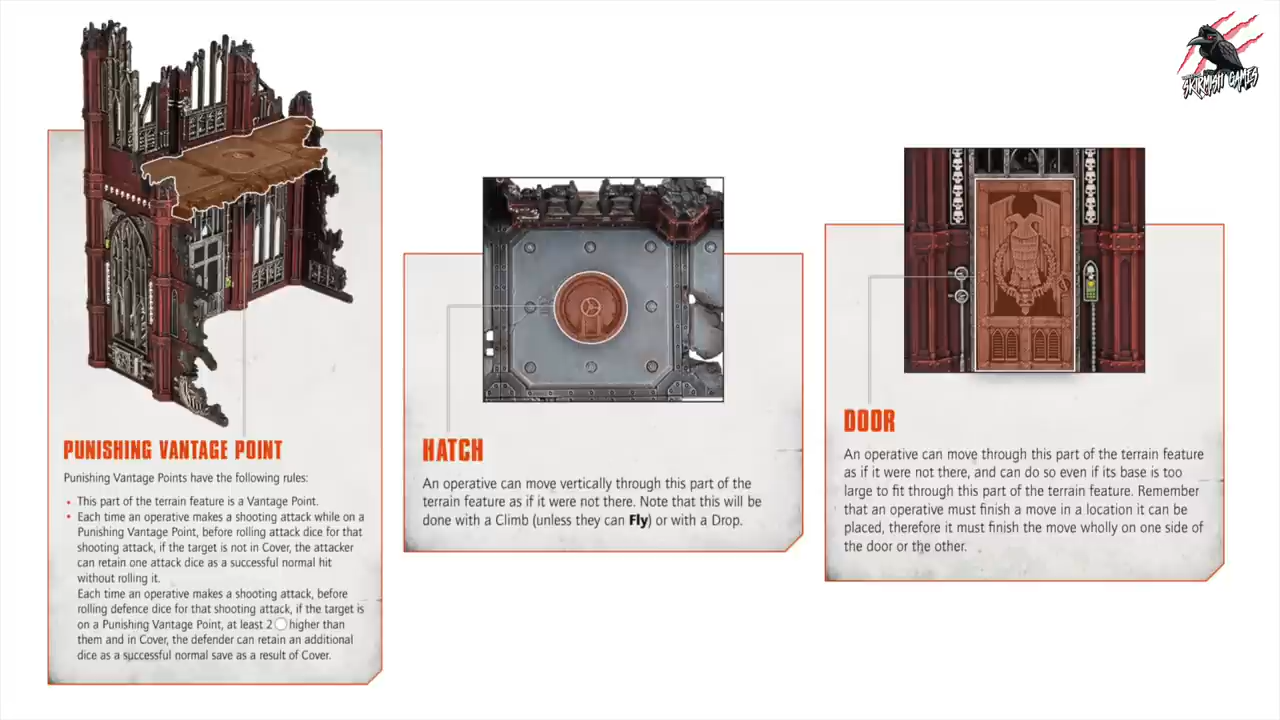 SKIRMISH GAMES
PUNISHING VANTAGE POINT
Punishing Vantage Points have the following rules:
• This part of the terrain feature is a Vantage Point.
• Each time an operative makes a shooting attack while on a
Punishing Vantage Point, before rolling attack dice for that
shooting attack, if the target is not in Cover, the attacker
can retain one attack dice as a successful normal hit
without rolling it.
Each time an operative makes a shooting attack, before
rolling defence dice for that shooting attack, if the target is
on a Punishing Vantage Point, at least 2 ○ higher than
them and in Cover, the defender can retain an additional
dice as a successful normal save as a result of Cover.
HATCH
An operative can move vertically through this part of the
terrain feature as if it were not there. Note that this will be
done with a Climb (unless they can Fly) or with a Drop.
DOOR
An operative can move through this part of the terrain feature
as if it were not there, and can do so even if its base is too
large to fit through this part of the terrain feature. Remember
that an operative must finish a move in a location it can be
placed, therefore it must finish the move wholly on one side of
the door or the other.